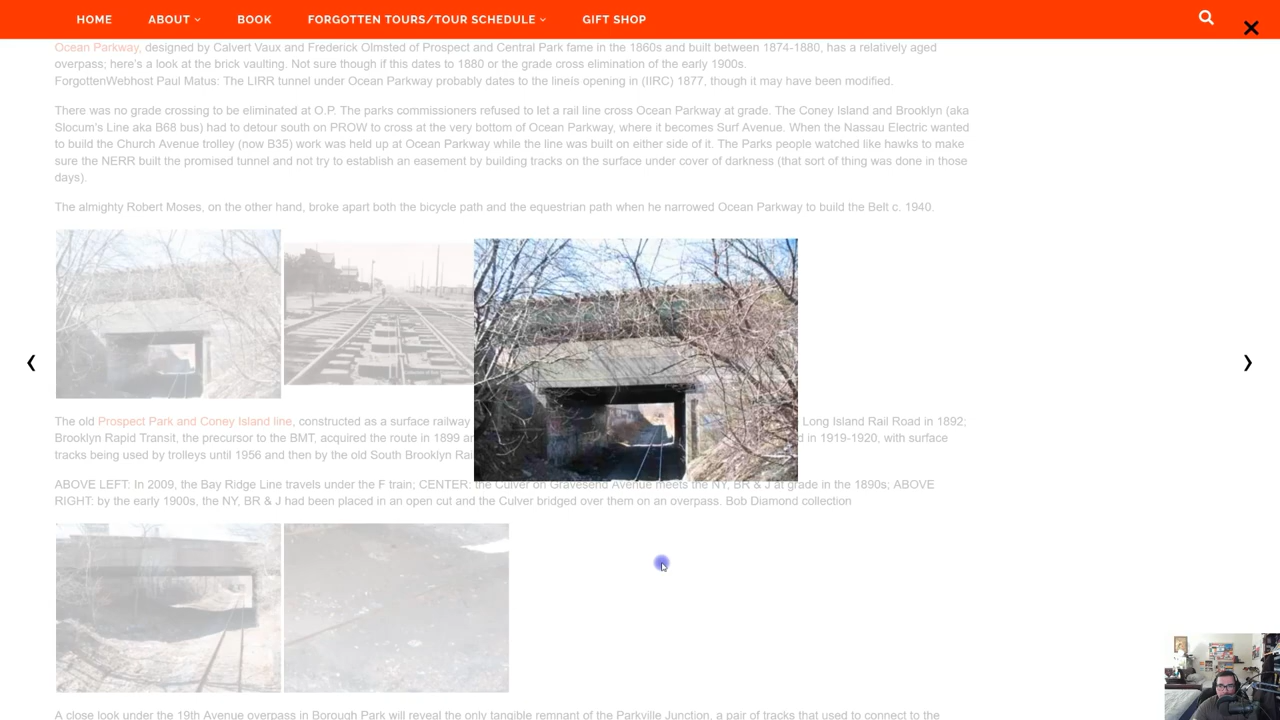 HOME ABOUT BOOK FORGOTTEN TOURS/TOUR SCHEDULE GIFT SHOP
Ocean Parkway, designed by Calvert Vaux and Frederick Olmsted of Prospect and Central Park fame in the 1860s and built between 1874-1880, has a relatively aged
overpass; here's a look at the brick vaulting. Not sure though if this dates to 1880 or the grade cross elimination of the early 1900s.
ForgottenWebhost Paul Matus: The LIRR tunnel under Ocean Parkway probably dates to the lineís opening in (IIRC) 1877, though it may have been modified.
There was no grade crossing to be eliminated at O.P. The parks commissioners refused to let a rail line cross Ocean Parkway at grade. The Coney Island and Brooklyn (aka
Slocum's Line aka B68 bus) had to detour south on PROW to cross at the very bottom of Ocean Parkway, where it becomes Surf Avenue. When the Nassau Electric wanted
to build the Church Avenue trolley (now B35) work was held up at Ocean Parkway while the line was built on either side of it. The Parks people watched like hawks to make
sure the NERR built the promised tunnel and not try to establish an easement by building tracks on the surface under cover of darkness (that sort of thing was done in those
days).
The almighty Robert Moses, on the other hand, broke apart both the bicycle path and the equestrian path when he narrowed Ocean Parkway to build the Belt c. 1940.
The old Prospect Park and Coney Island line, constructed as a surface railway Long Island Rail Road in 1892;
Brooklyn Rapid Transit, the precursor to the BMT, acquired the route in 1899 in 1919-1920, with surface
tracks being used by trolleys until 1956 and then by the old South Brooklyn
ABOVE LEFT: In 2009, the Bay Ridge Line travels under the F train; CENTER: the Culver on Gravesend Avenue meets the NY, BR & J at grade in the 1890s; ABOVE
RIGHT: by the early 1900s, the NY, BR & J had been placed in an open cut and the Culver bridged over them on an overpass. Bob Diamond collection
A close look under the 19th Avenue overpass in Borough Park will reveal the only tangible remnant of the Parkville Junction, a pair of tracks that used to connect to the